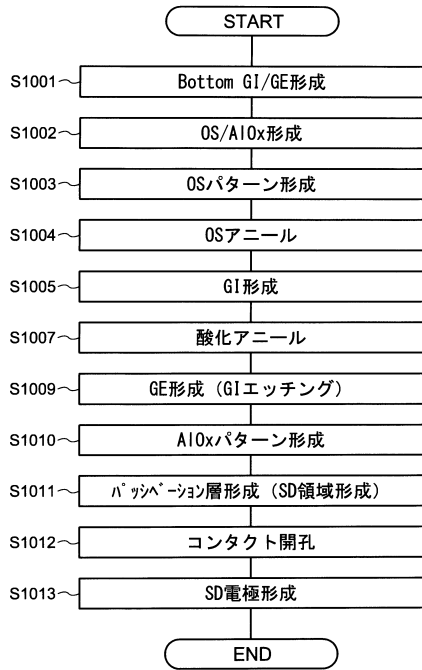 START
S1001 Bottom GI/GE形成
S1002 OS/AlOx形成
S1003 OSパターン形成
S1004 OSアニール
S1005 GI形成
S1007 酸化アニール
S1009 GE形成（GIエッチング）
S1010 AlOxパターン形成
S1011 ﾊﾟｯｼﾍﾞｰｼｮﾝ層形成（SD領域形成）
S1012 コンタクト開孔
S1013 SD電極形成
END